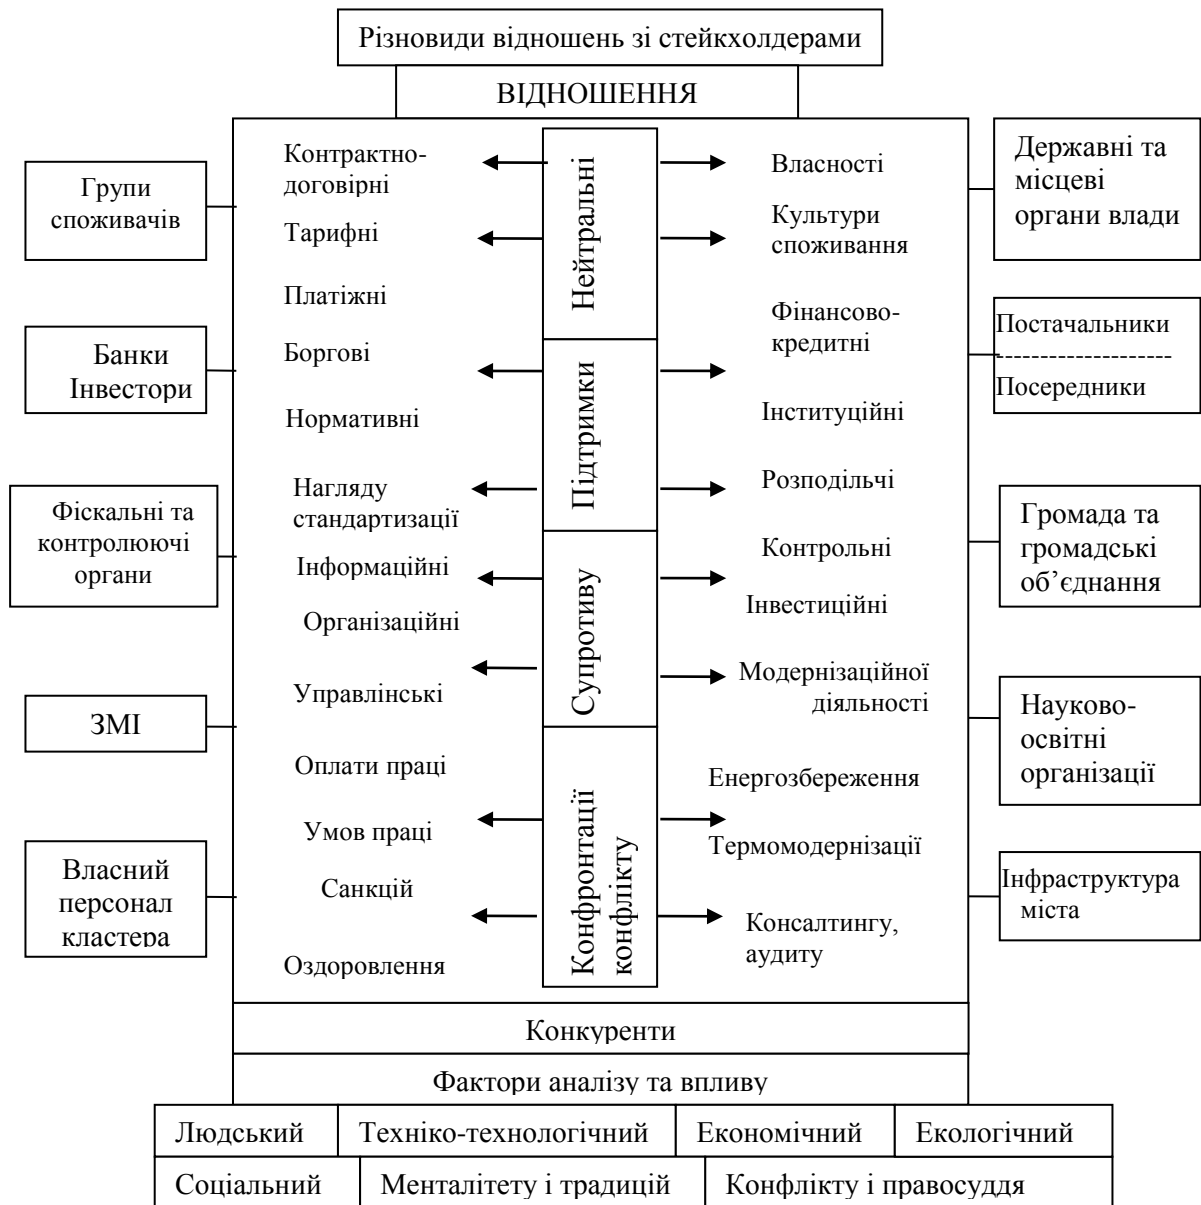 Різновиди відношень зі стейкхолдерами
ВІДНОШЕННЯ
Групи
споживачів
Банки
Інвестори
Фіскальні та
контролюючі
органи
ЗМІ
Власний
персонал
кластера
Контрактно-
договірні
Тарифні
Платіжні
Боргові
Нормативні
Нагляду
стандартизації
Інформаційні
Організаційні
Управлінські
Оплати праці
Умов праці
Санкцій
Оздоровлення
Нейтральні
Підтримки
Супротиву
Конфронтації
конфлікту
Власності
Культури
споживання
Фінансово-
кредитні
Інституційні
Розподільчі
Контрольні
Інвестиційні
Модернізаційної
діяльності
Енергозбереження
Термомодернізації
Консалтингу,
аудиту
Державні та
місцеві
органи влади
Постачальники
---------------------
Посередники
Громада та
громадські
об’єднання
Науково-
освітні
організації
Інфраструктура
міста
Конкуренти
Фактори аналізу та впливу
Людський Техніко-технологічний Економічний Екологічний
Соціальний Менталітету і традицій Конфлікту і правосуддя